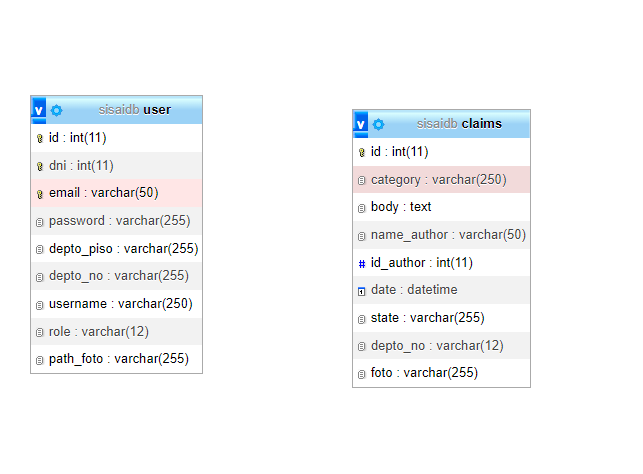 sisaidb user
id : int(11)
dni : int(11)
email : varchar(50)
password : varchar(255)
depto_piso : varchar(255)
depto_no : varchar(255)
username : varchar(250)
role : varchar(12)
path_foto : varchar(255)
sisaidb claims
id : int(11)
category : varchar(250)
body : text
name_author : varchar(50)
# id_author : int(11)
date : datetime
state : varchar(255)
depto_no : varchar(12)
foto : varchar(255)